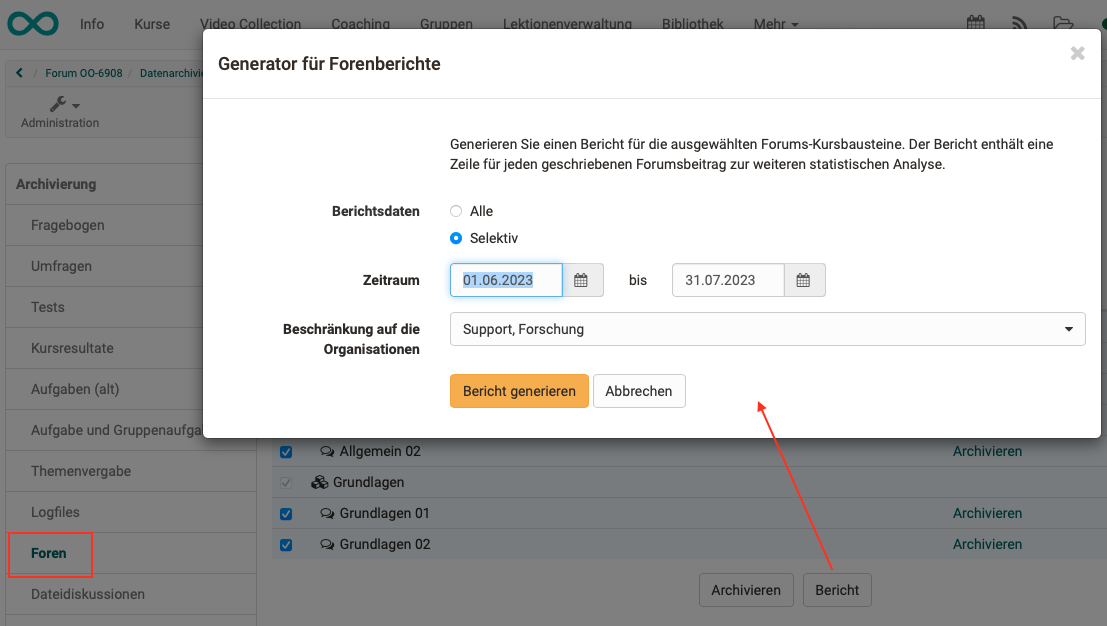 Info Kurse Video Collection Coaching Gruppen Lektionenverwaltung Bibliothek Mehr
/ Forum OO-6908 / Datenarchivie
Administration
Archivierung
Fragebogen
Umfragen
Tests
Kursresultate
Aufgaben (alt)
Aufgabe und Gruppenaufga
Themenvergabe
Logfiles
Foren
Dateidiskussionen
Generator für Forenberichte
Generieren Sie einen Bericht für die ausgewählten Forums-Kursbausteine. Der Bericht enthält eine
Zeile für jeden geschriebenen Forumsbeitrag zur weiteren statistischen Analyse.
Berichtsdaten Alle
Selektiv
Zeitraum 01.06.2023 bis 31.07.2023
Beschränkung auf die
Organisationen
Support, Forschung
Bericht generieren Abbrechen
Allgemein 02 Archivieren
Grundlagen
Grundlagen 01 Archivieren
Grundlagen 02 Archivieren
Archivieren Bericht